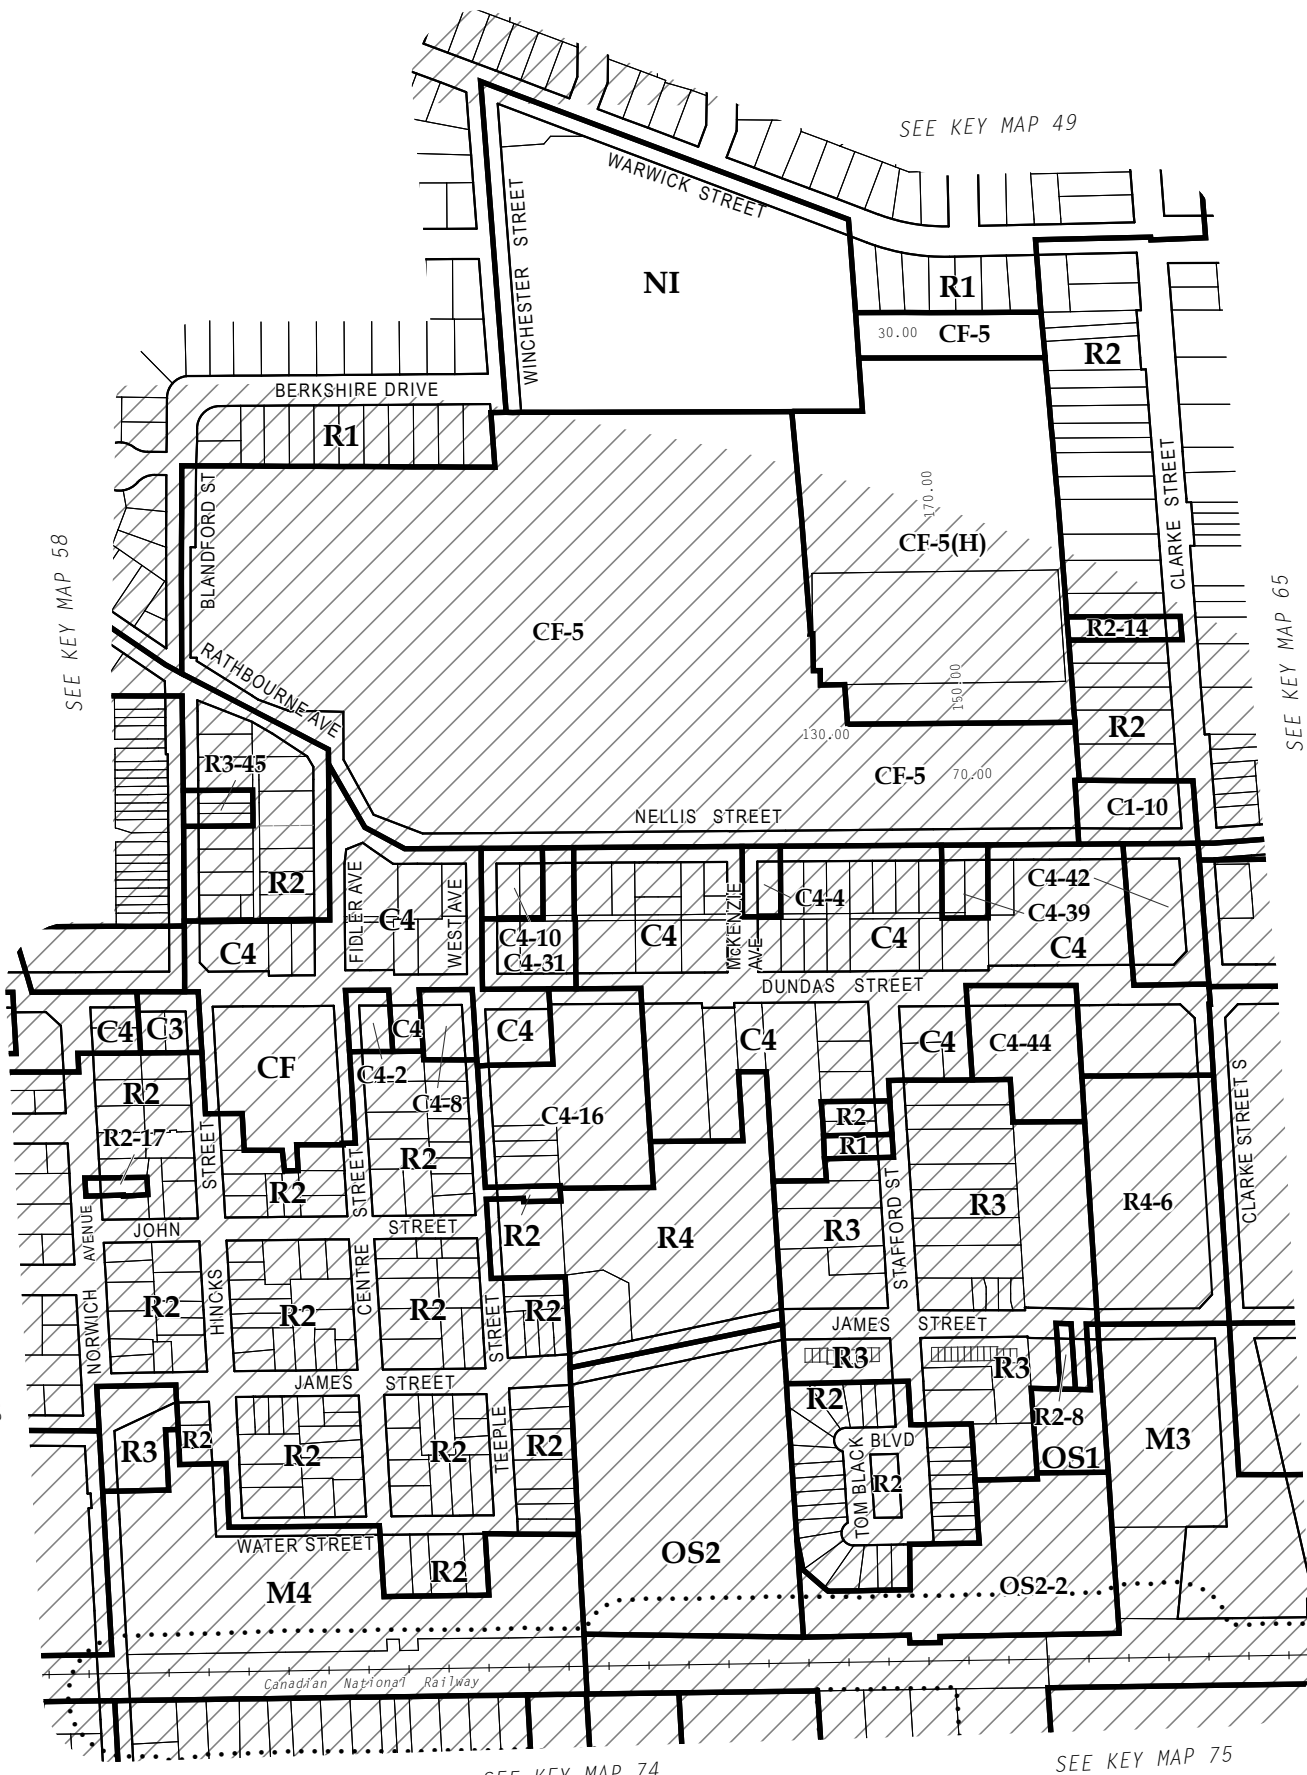 SEE KEY MAP 49
WARWICK STREET
WINCHESTER STREET
NI
R1
30.00
CF-5
R2
BERKSHIRE DRIVE
R1
BLANDFORD ST
SEE KEY MAP 58
CLARKE STREET
170.00
CF-5(H)
CF-5
R2-14
SEE KEY MAP 65
RATHBOURNE AVE
150.00
R2
130.00
CF-5
70.00
R3-45
C1-10
NELLIS STREET
R2
FIDLER AVE
C4
WEST AVE
C4-10
C4-31
C4
McKENZIE AVE
C4-4
C4
C4-42
C4-39
C4
C4
DUNDAS STREET
C4
C3
CF
C4-2
C4
C4-8
C4
C4-16
C4
C4
C4-44
R2
R2-17
R2
R2
R2
R1
CLARKE STREET S
R2
R4
R3
STAFFORD ST
R3
R4-6
NORWICH AVENUE
JOHN STREET
HINCKS STREET
CENTRE STREET
TEEPLE STREET
R2
R2
R2
R2
JAMES STREET
R3
R3
R2-8
JAMES STREET
R3
R2
R2
R2
R2
R2
TOM BLACK BLVD
R2
OS1
M3
WATER STREET
R2
M4
OS2
OS2-2
Canadian National Railway
SEE KEY MAP 74
SEE KEY MAP 75